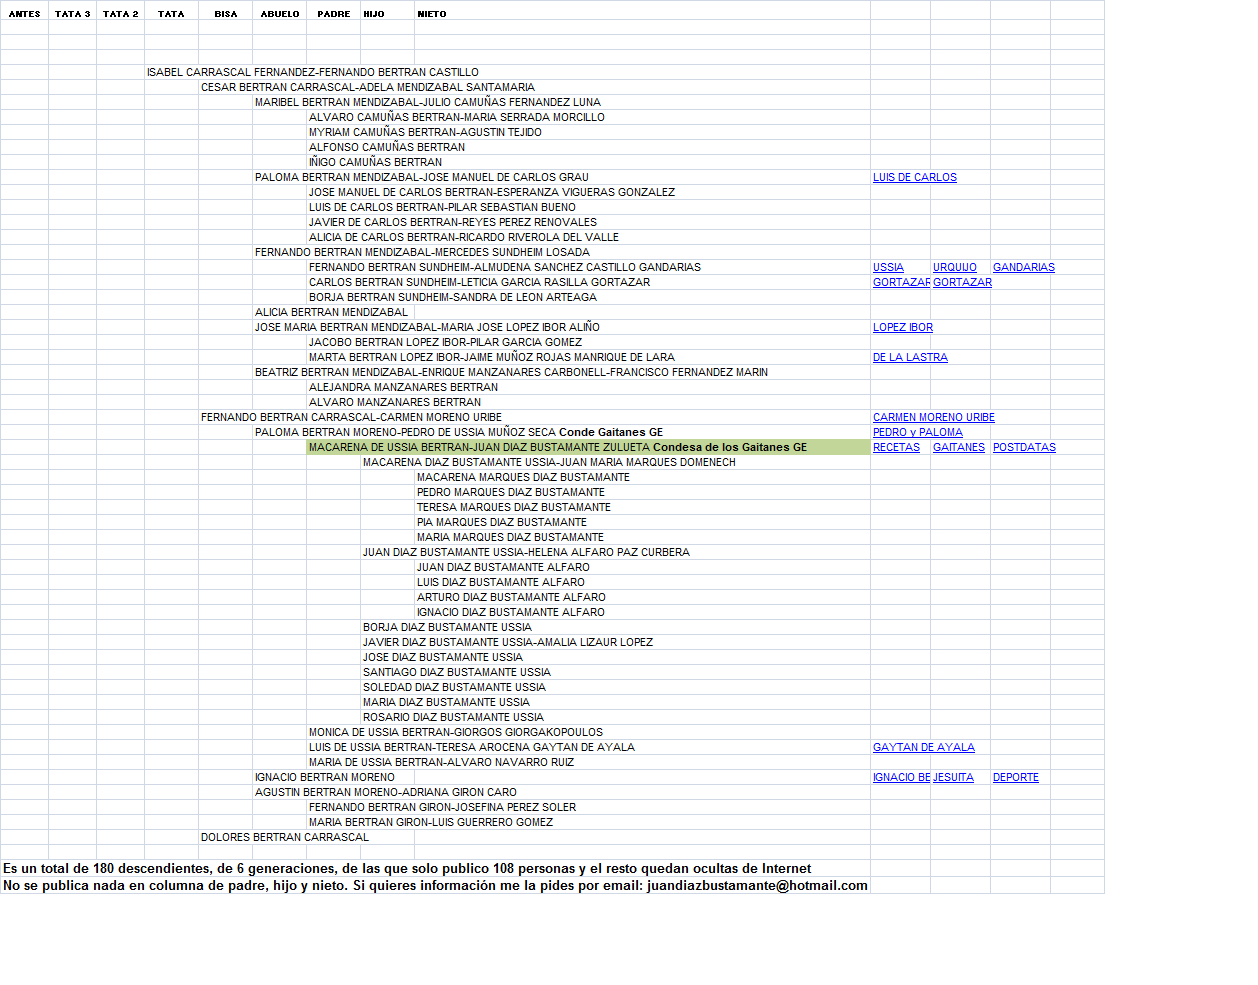 ANTES TATA 3 TATA 2 TATA BISA ABUELO PADRE HIJO NIETO
ISABEL CARRASCAL FERNANDEZ-FERNANDO BERTRAN CASTILLO
CESAR BERTRAN CARRASCAL-ADELA MENDIZABAL SANTAMARIA
MARIBEL BERTRAN MENDIZABAL-JULIO CAMUÑAS FERNANDEZ LUNA
ALVARO CAMUÑAS BERTRAN-MARIA SERRADA MORCILLO
MYRIAM CAMUÑAS BERTRAN-AGUSTIN TEJIDO
ALFONSO CAMUÑAS BERTRAN
IÑIGO CAMUÑAS BERTRAN
PALOMA BERTRAN MENDIZABAL-JOSE MANUEL DE CARLOS GRAU LUIS DE CARLOS
JOSE MANUEL DE CARLOS BERTRAN-ESPERANZA VIGUERAS GONZALEZ
LUIS DE CARLOS BERTRAN-PILAR SEBASTIAN BUENO
JAVIER DE CARLOS BERTRAN-REYES PEREZ RENOVALES
ALICIA DE CARLOS BERTRAN-RICARDO RIVEROLA DEL VALLE
FERNANDO BERTRAN MENDIZABAL-MERCEDES SUNDHEIM LOSADA
FERNANDO BERTRAN SUNDHEIM-ALMUDENA SANCHEZ CASTILLO GANDARIAS USSIA URQUIJO GANDARIAS
CARLOS BERTRAN SUNDHEIM-LETICIA GARCIA RASILLA GORTAZAR GORTAZAR GORTAZAR
BORJA BERTRAN SUNDHEIM-SANDRA DE LEON ARTEAGA
ALICIA BERTRAN MENDIZABAL
JOSE MARIA BERTRAN MENDIZABAL-MARIA JOSE LOPEZ IBOR ALIÑO LOPEZ IBOR
JACOBO BERTRAN LOPEZ IBOR-PILAR GARCIA GOMEZ
MARTA BERTRAN LOPEZ IBOR-JAIME MUÑOZ ROJAS MANRIQUE DE LARA DE LA LASTRA
BEATRIZ BERTRAN MENDIZABAL-ENRIQUE MANZANARES CARBONELL-FRANCISCO FERNANDEZ MARIN
ALEJANDRA MANZANARES BERTRAN
ALVARO MANZANARES BERTRAN
FERNANDO BERTRAN CARRASCAL-CARMEN MORENO URIBE CARMEN MORENO URIBE
PALOMA BERTRAN MORENO-PEDRO DE USSIA MUÑOZ SECA Conde Gaitanes GE PEDRO y PALOMA
MACARENA DE USSIA BERTRAN-JUAN DIAZ BUSTAMANTE ZULUETA Condesa de los Gaitanes GE RECETAS GAITANES POSTDATAS
MACARENA DIAZ BUSTAMANTE USSIA-JUAN MARIA MARQUES DOMENECH
MACARENA MARQUES DIAZ BUSTAMANTE
PEDRO MARQUES DIAZ BUSTAMANTE
TERESA MARQUES DIAZ BUSTAMANTE
PIA MARQUES DIAZ BUSTAMANTE
MARIA MARQUES DIAZ BUSTAMANTE
JUAN DIAZ BUSTAMANTE USSIA-HELENA ALFARO PAZ CURBERA
JUAN DIAZ BUSTAMANTE ALFARO
LUIS DIAZ BUSTAMANTE ALFARO
ARTURO DIAZ BUSTAMANTE ALFARO
IGNACIO DIAZ BUSTAMANTE ALFARO
BORJA DIAZ BUSTAMANTE USSIA
JAVIER DIAZ BUSTAMANTE USSIA-AMALIA LIZAUR LOPEZ
JOSE DIAZ BUSTAMANTE USSIA
SANTIAGO DIAZ BUSTAMANTE USSIA
SOLEDAD DIAZ BUSTAMANTE USSIA
MARIA DIAZ BUSTAMANTE USSIA
ROSARIO DIAZ BUSTAMANTE USSIA
MONICA DE USSIA BERTRAN-GIORGOS GIORGAKOPOULOS
LUIS DE USSIA BERTRAN-TERESA AROCENA GAYTAN DE AYALA GAYTAN DE AYALA
MARIA DE USSIA BERTRAN-ALVARO NAVARRO RUIZ
IGNACIO BERTRAN MORENO IGNACIO BE JESUITA DEPORTE
AGUSTIN BERTRAN MORENO-ADRIANA GIRON CARO
FERNANDO BERTRAN GIRON-JOSEFINA PEREZ SOLER
MARIA BERTRAN GIRON-LUIS GUERRERO GOMEZ
DOLORES BERTRAN CARRASCAL
Es un total de 180 descendientes, de 6 generaciones, de las que solo publico 108 personas y el resto quedan ocultas de Internet
No se publica nada en columna de padre, hijo y nieto. Si quieres información me la pides por email: juandiazbustamante@hotmail.com